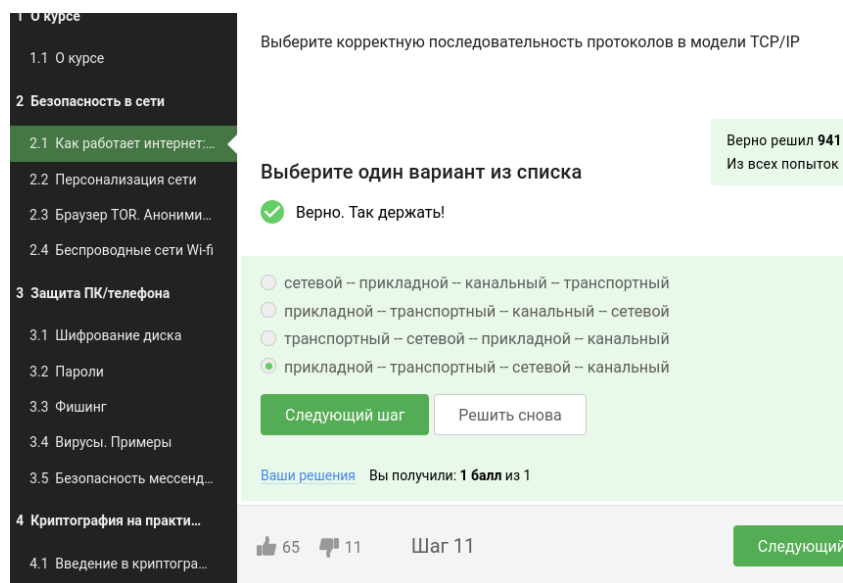 1 О курсе
1.1 О курсе
2 Безопасность в сети
2.1 Как работает интернет:...
2.2 Персонализация сети
2.3 Браузер TOR. Аноними...
2.4 Беспроводные сети Wi-fi
3 Защита ПК/телефона
3.1 Шифрование диска
3.2 Пароли
3.3 Фишинг
3.4 Вирусы. Примеры
3.5 Безопасность мессенд...
4 Криптография на практи...
4.1 Введение в криптогра...
Выберите корректную последовательность протоколов в модели TCP/IP
Верно решил 941
Из всех попыток
Выберите один вариант из списка
Верно. Так держать!
сетевой -- прикладной -- канальный -- транспортный
прикладной -- транспортный -- канальный -- сетевой
транспортный -- сетевой -- прикладной -- канальный
прикладной -- транспортный -- сетевой -- канальный
Следующий шаг
Решить снова
Ваши решения Вы получили: 1 балл из 1
65 11 Шаг 11
Следующий